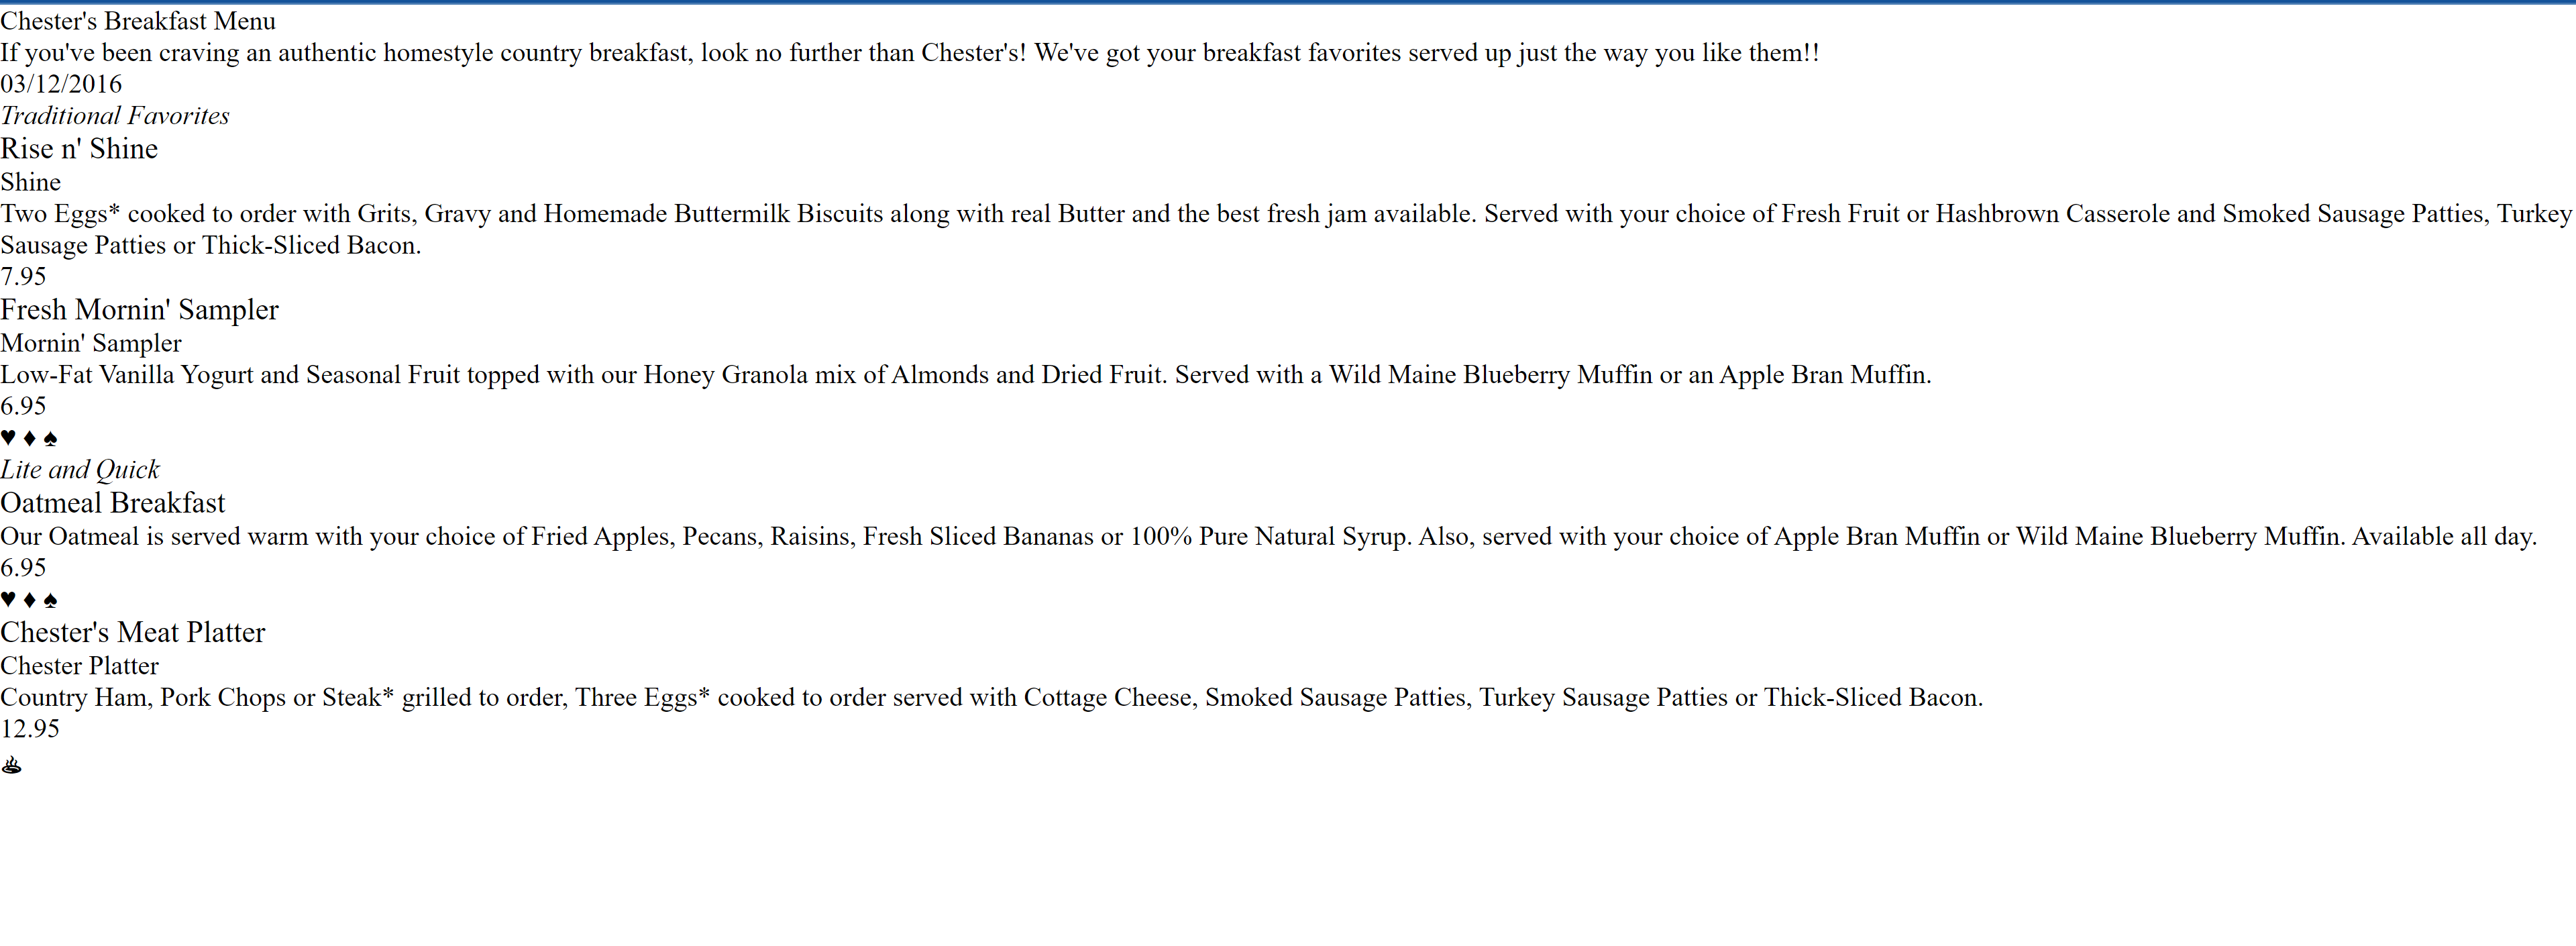 Chester's Breakfast Menu
If you've been craving an authentic homestyle country breakfast, look no further than Chester's! We've got your breakfast favorites served up just the way you like them!!
03/12/2016
Traditional Favorites
Rise n' Shine
Shine
Two Eggs* cooked to order with Grits, Gravy and Homemade Buttermilk Biscuits along with real Butter and the best fresh jam available. Served with your choice of Fresh Fruit or Hashbrown Casserole and Smoked Sausage Patties, Turkey
Sausage Patties or Thick-Sliced Bacon.
7.95
Fresh Mornin' Sampler
Mornin' Sampler
Low-Fat Vanilla Yogurt and Seasonal Fruit topped with our Honey Granola mix of Almonds and Dried Fruit. Served with a Wild Maine Blueberry Muffin or an Apple Bran Muffin.
6.95
♥ ♦ ♠
Lite and Quick
Oatmeal Breakfast
Our Oatmeal is served warm with your choice of Fried Apples, Pecans, Raisins, Fresh Sliced Bananas or 100% Pure Natural Syrup. Also, served with your choice of Apple Bran Muffin or Wild Maine Blueberry Muffin. Available all day.
6.95
♥ ♦ ♠
Chester's Meat Platter
Chester Platter
Country Ham, Pork Chops or Steak* grilled to order, Three Eggs* cooked to order served with Cottage Cheese, Smoked Sausage Patties, Turkey Sausage Patties or Thick-Sliced Bacon.
12.95
♨